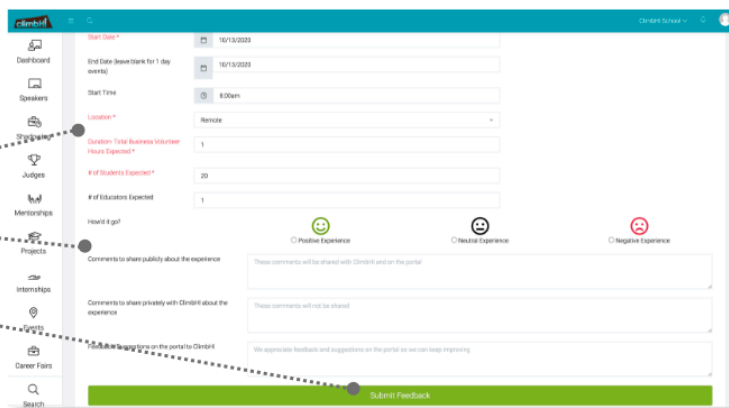 climbHI
ClimbHI School
Dashboard
Speakers
Shadowing
Judges
Mentorships
Projects
Internships
Events
Career Fairs
Search
Start Date *
10/13/2020
End Date (leave blank for 1 day
events)
10/13/2020
Start Time
8:00am
Location *
Remote
Duration-Total Business Volunteer
Hours Expected *
1
# of Students Expected *
20
# of Educators Expected
1
How'd it go?
Positive Experience
Neutral Experience
Negative Experience
Comments to share publicly about the experience
These comments will be shared with ClimbHI and on the portal
Comments to share privately with ClimbHI about the
experience
These comments will not be shared
Feedback/Suggestions on the portal to ClimbHI
We appreciate feedback and suggestions on the portal so we can keep improving
Submit Feedback